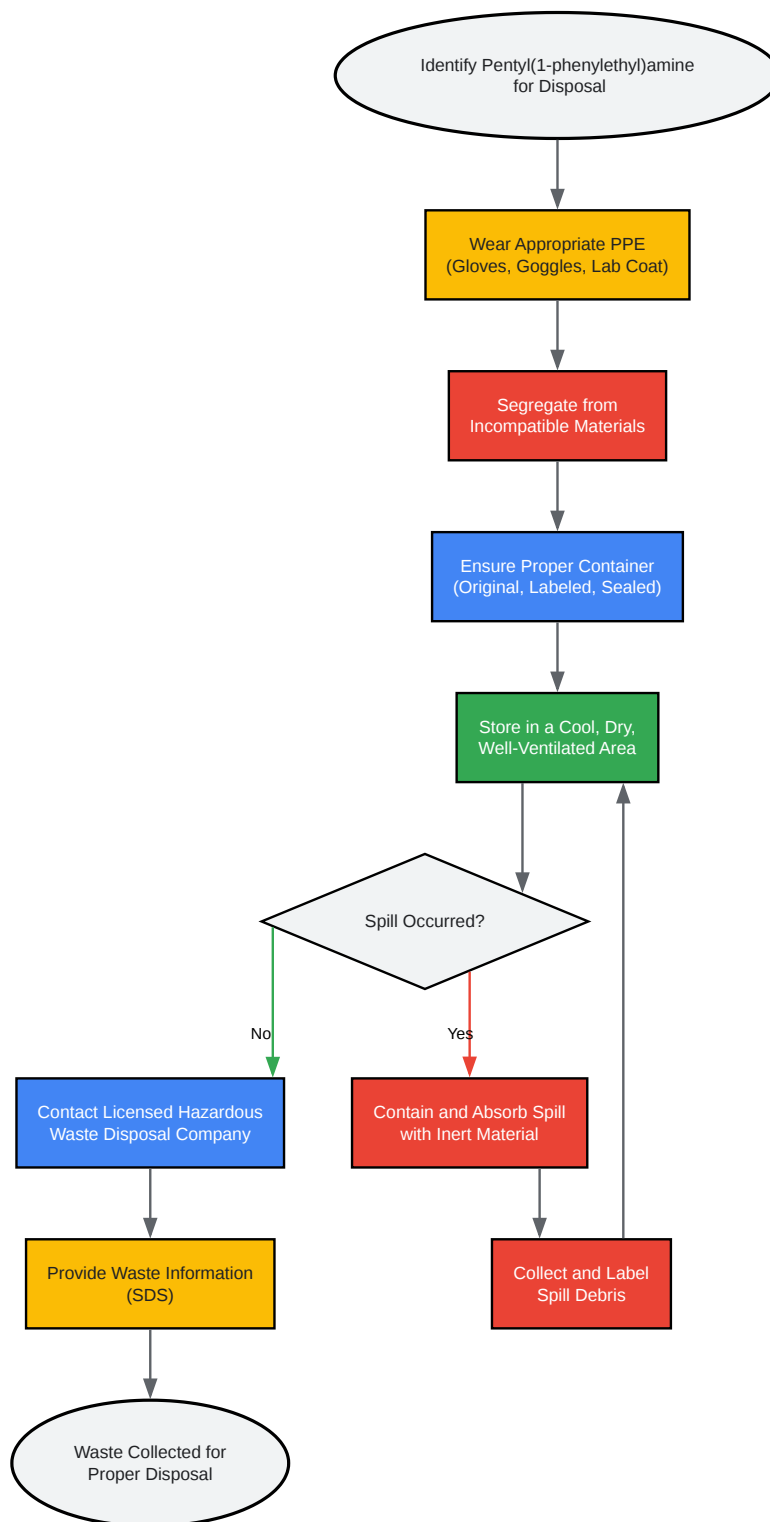 Identify Pentyl(1-phenylethyl)amine
for Disposal
Wear Appropriate PPE
(Gloves, Goggles, Lab Coat)
Segregate from
Incompatible Materials
Ensure Proper Container
(Original, Labeled, Sealed)
Store in a Cool, Dry,
Well-Ventilated Area
Spill Occurred?
No
Yes
Contact Licensed Hazardous
Waste Disposal Company
Contain and Absorb Spill
with Inert Material
Provide Waste Information
(SDS)
Collect and Label
Spill Debris
Waste Collected for
Proper Disposal